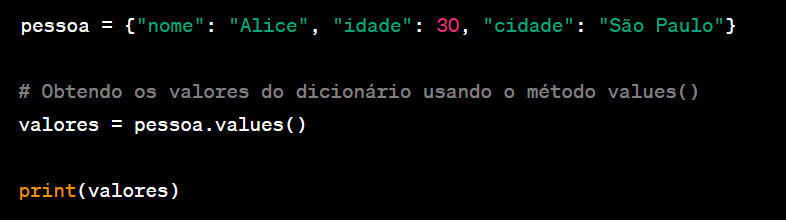 pessoa = {"nome": "Alice", "idade": 30, "cidade": "São Paulo"}
# Obtendo os valores do dicionário usando o método values()
valores = pessoa.values()
print(valores)